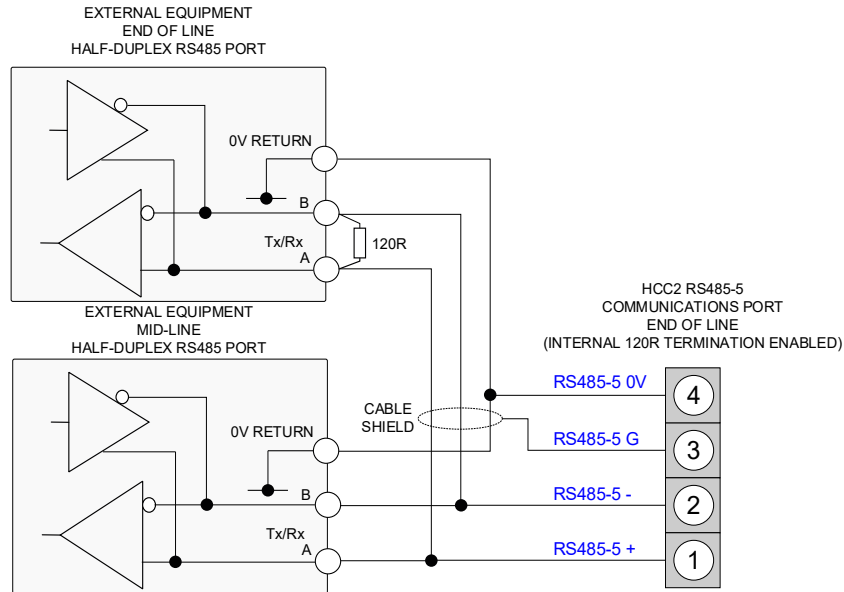 EXTERNAL EQUIPMENT
END OF LINE
HALF-DUPLEX RS485 PORT
0V RETURN
B
Tx/Rx
A
120R
EXTERNAL EQUIPMENT
MID-LINE
HALF-DUPLEX RS485 PORT
0V RETURN
B
Tx/Rx
A
CABLE
SHIELD
HCC2 RS485-5
COMMUNICATIONS PORT
END OF LINE
(INTERNAL 120R TERMINATION ENABLED)
RS485-5 0V
4
RS485-5 G
3
RS485-5 -
2
RS485-5 +
1